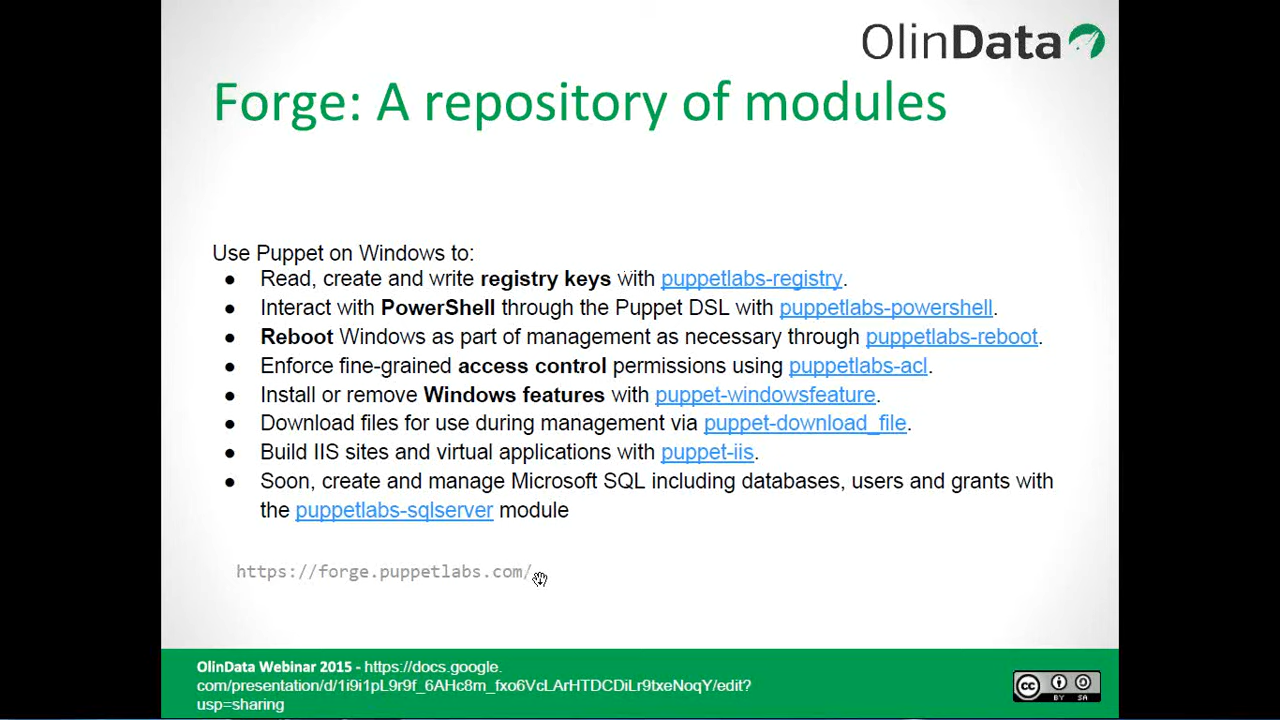 OlinData
Forge: A repository of modules
Use Puppet on Windows to:
● Read, create and write registry keys with puppetlabs-registry.
● Interact with PowerShell through the Puppet DSL with puppetlabs-powershell.
● Reboot Windows as part of management as necessary through puppetlabs-reboot.
● Enforce fine-grained access control permissions using puppetlabs-acl.
● Install or remove Windows features with puppet-windowsfeature.
● Download files for use during management via puppet-download_file.
● Build IIS sites and virtual applications with puppet-iis.
● Soon, create and manage Microsoft SQL including databases, users and grants with
the puppetlabs-sqlserver module
https://forge.puppetlabs.com/
OlinData Webinar 2015 - https://docs.google.
com/presentation/d/1i9i1pL9r9f_6AHc8m_fxo6VcLArHTDCDiLr9txeNoqY/edit?
usp=sharing
cc
BY SA